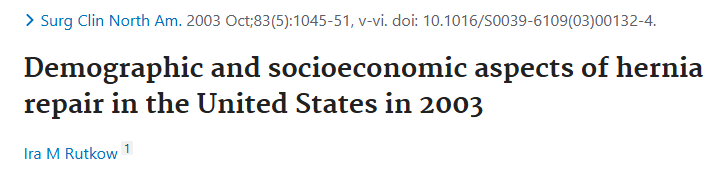 > Surg Clin North Am. 2003 Oct;83(5):1045-51, v-vi. doi: 10.1016/S0039-6109(03)00132-4.
Demographic and socioeconomic aspects of hernia
repair in the United States in 2003
Ira M Rutkow 1